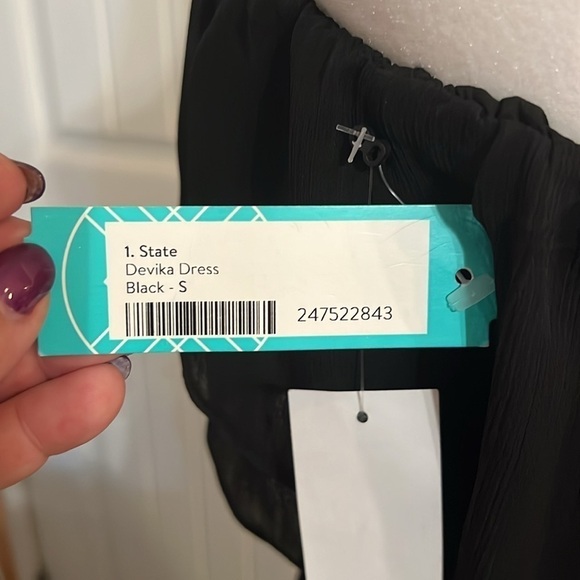 1. State
Devika Dress
Black - S
247522843